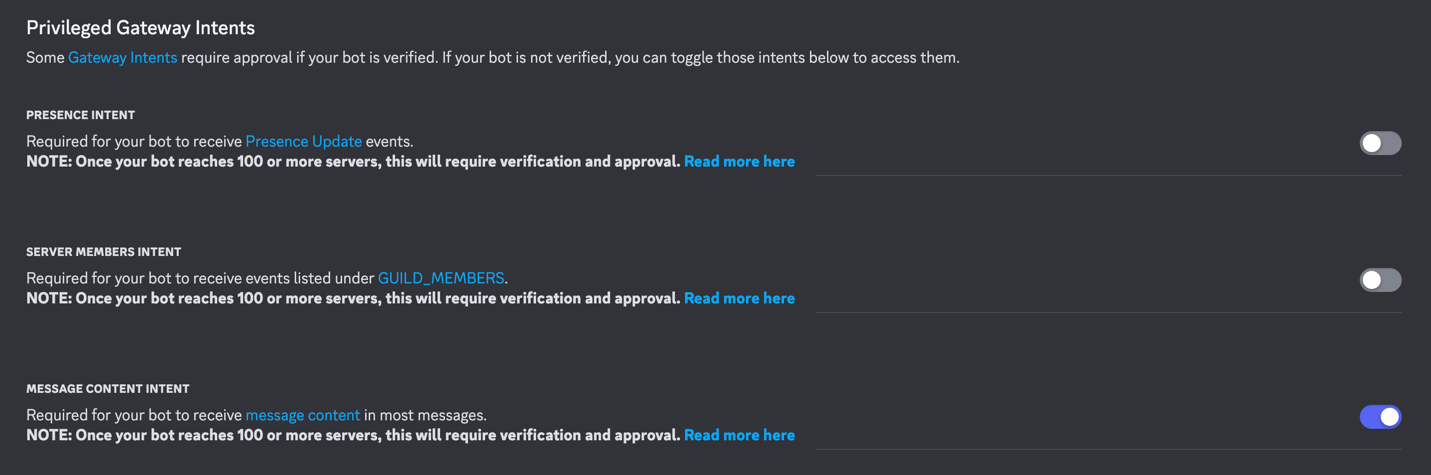 Privileged Gateway Intents
Some Gateway Intents require approval if your bot is verified. If your bot is not verified, you can toggle those intents below to access them.
PRESENCE INTENT
Required for your bot to receive Presence Update events.
NOTE: Once your bot reaches 100 or more servers, this will require verification and approval. Read more here
SERVER MEMBERS INTENT
Required for your bot to receive events listed under GUILD_MEMBERS.
NOTE: Once your bot reaches 100 or more servers, this will require verification and approval. Read more here
MESSAGE CONTENT INTENT
Required for your bot to receive message content in most messages.
NOTE: Once your bot reaches 100 or more servers, this will require verification and approval. Read more here